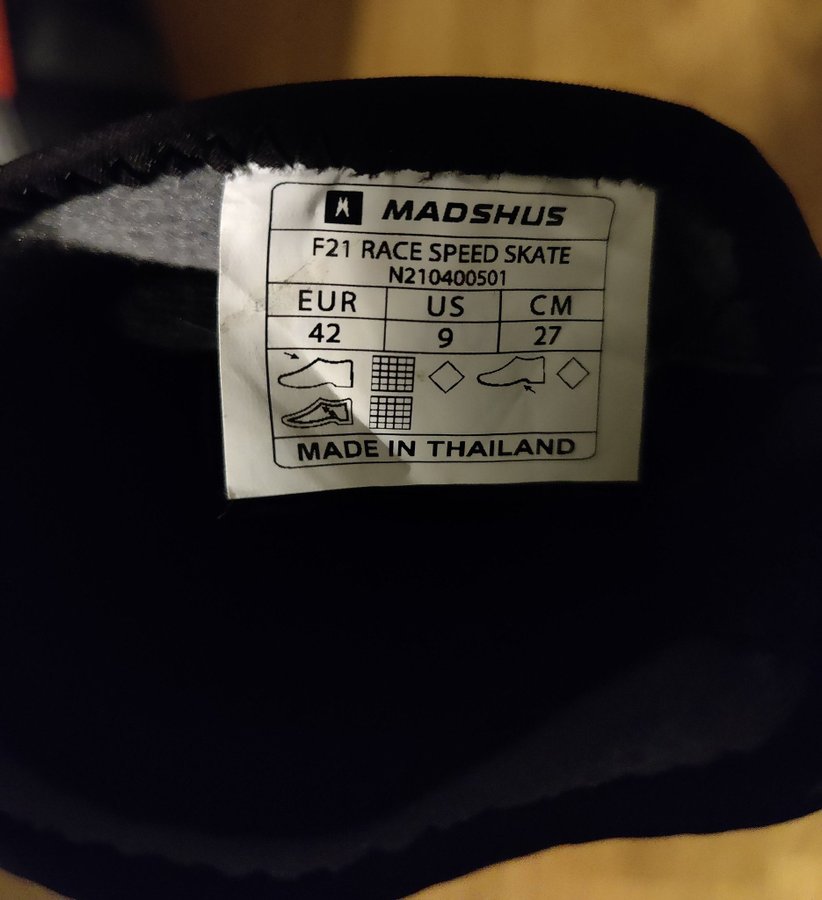 MADSHUS
F21 RACE SPEED SKATE
N210400501
EUR US CM
42 9 27
MADE IN THAILAND